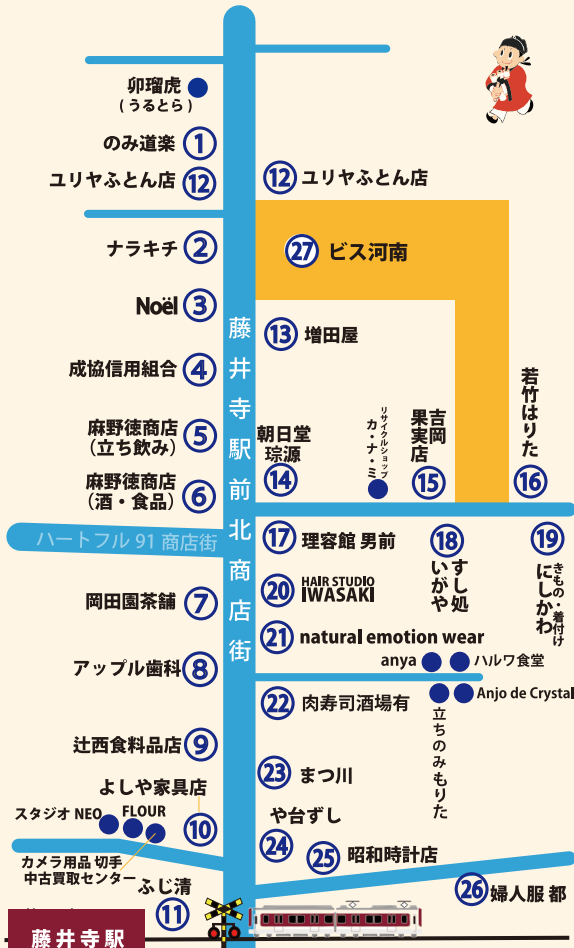 卯瑠虎
(うるとら)
のみ道楽 1
ユリヤふとん店 12
12 ユリヤふとん店
ナラキチ 2
27 ビス河南
Noël 3
13 増田屋
成協信用組合 4
麻野徳商店
(立ち飲み) 5
麻野徳商店
(酒・食品) 6
朝日堂
琮源
14
リサイクルショップ
カ・ナ・ミ
吉岡
果実店
15
若竹はりた
16
藤井寺駅前北商店街
ハートフル 91 商店街
17 理容館 男前
18
すし処
いがや
19
きもの・着付け
にしかわ
岡田園茶舗 7
20 HAIR STUDIO
IWASAKI
21 natural emotion wear
anya
ハルワ食堂
アップル歯科 8
22 肉寿司酒場有
Anjo de Crystal
立ちのみもりた
辻西食料品店 9
23 まつ川
よしや家具店
10
スタジオ NEO
FLOUR
カメラ用品 切手
中古買取センター
や台ずし
24
25 昭和時計店
ふじ清
11
26 婦人服 都
藤井寺駅